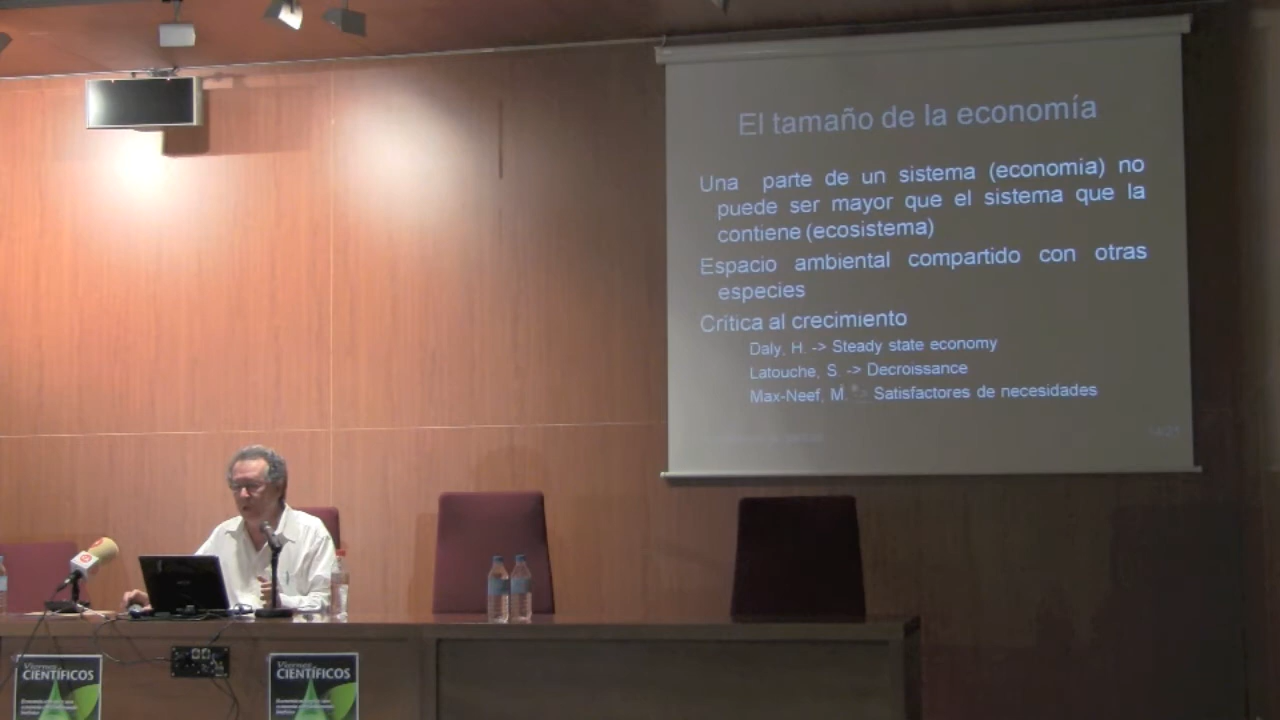 El tamaño de la economía
Una parte de un sistema (economia) no
puede ser mayor que el sistema que la
contiene (ecosistema)
Espacio ambiental compartido con otras
especies
Crítica al crecimiento
Daly, H. -> Steady state economy
Latouche, S. -> Decroissance
Max-Neef, M. -> Satisfactores de necesidades
Viernes
CIENTÍFICOS
Viernes
CIENTÍFICOS